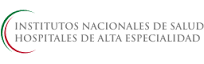 INSTITUTOS NACIONALES DE SALUD
HOSPITALES DE ALTA ESPECIALIDAD